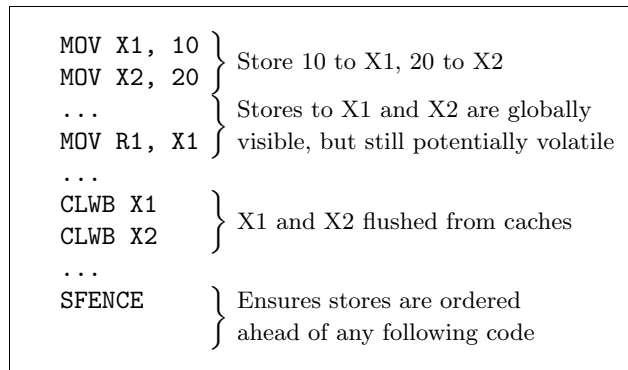 MOV X1, 10
MOV X2, 20
Store 10 to X1, 20 to X2
...
MOV R1, X1
Stores to X1 and X2 are globally
visible, but still potentially volatile
...
CLWB X1
CLWB X2
X1 and X2 flushed from caches
...
SFENCE
Ensures stores are ordered
ahead of any following code